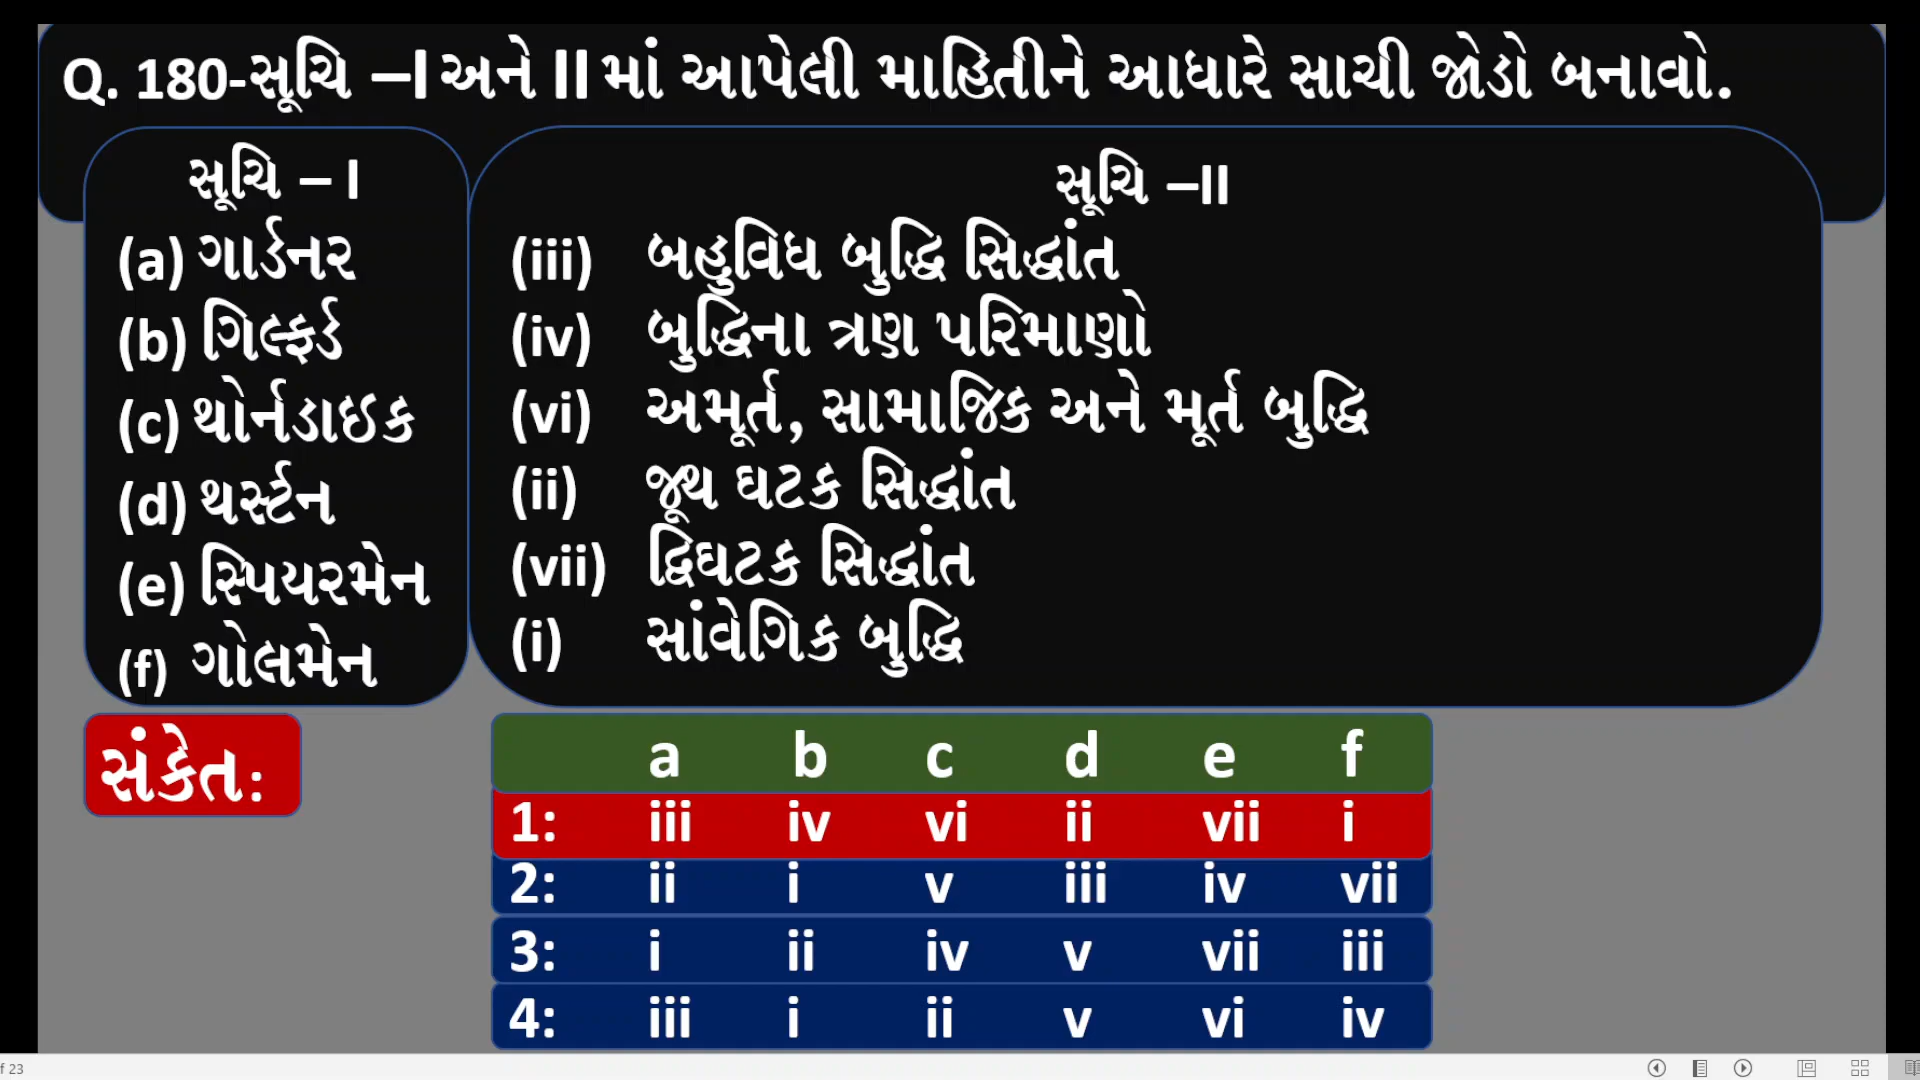 Q. 180-સૂચિ –I અને II માં આપેલી માહિતીને આધારે સાચી જોડો બનાવો.
સૂચિ – I
(a) ગાર્ડનર
(b) ગિલ્ફર્ડ
(c) થોર્નડાઇક
(d) થર્સ્ટન
(e) સ્પિયરમેન
(f) ગોલમેન
સૂચિ –II
(iii) બહુવિધ બુદ્ધિ સિદ્ધાંત
(iv) બુદ્ધિના ત્રણ પરિમાણો
(vi) અમૂર્ત, સામાજિક અને મૂર્ત બુદ્ધિ
(ii) જૂથ ઘટક સિદ્ધાંત
(vii) દ્વિઘટક સિદ્ધાંત
(i) સાંવેગિક બુદ્ધિ
સંકેત:
a b c d e f
1: iii iv vi ii vii i
2: ii i v iii iv vii
3: i ii iv v vii iii
4: iii i ii v vi iv
f 23